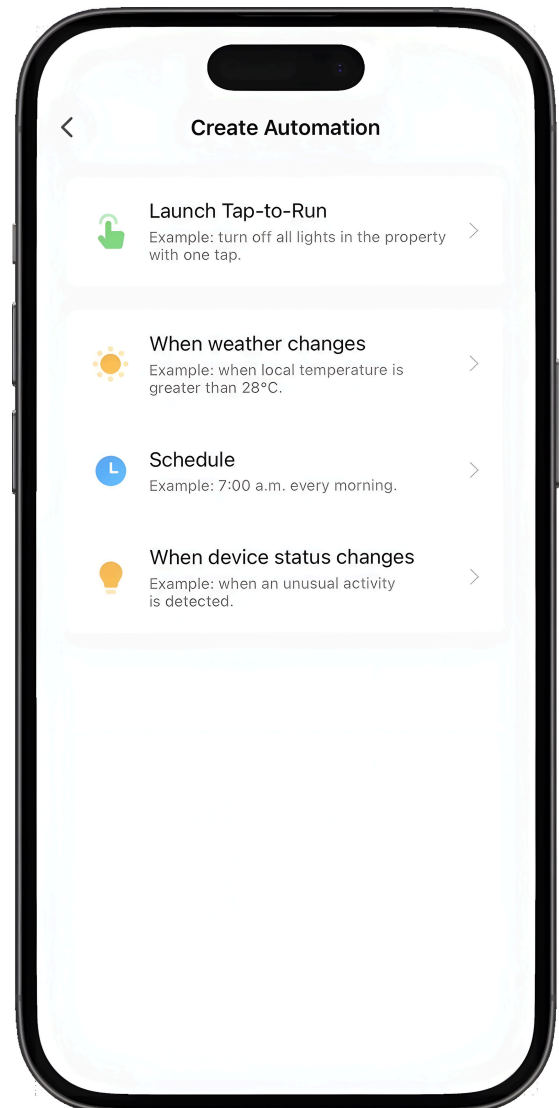 Create Automation
Launch Tap-to-Run
Example: turn off all lights in the property
with one tap.
When weather changes
Example: when local temperature is
greater than 28°C.
Schedule
Example: 7:00 a.m. every morning.
When device status changes
Example: when an unusual activity
is detected.